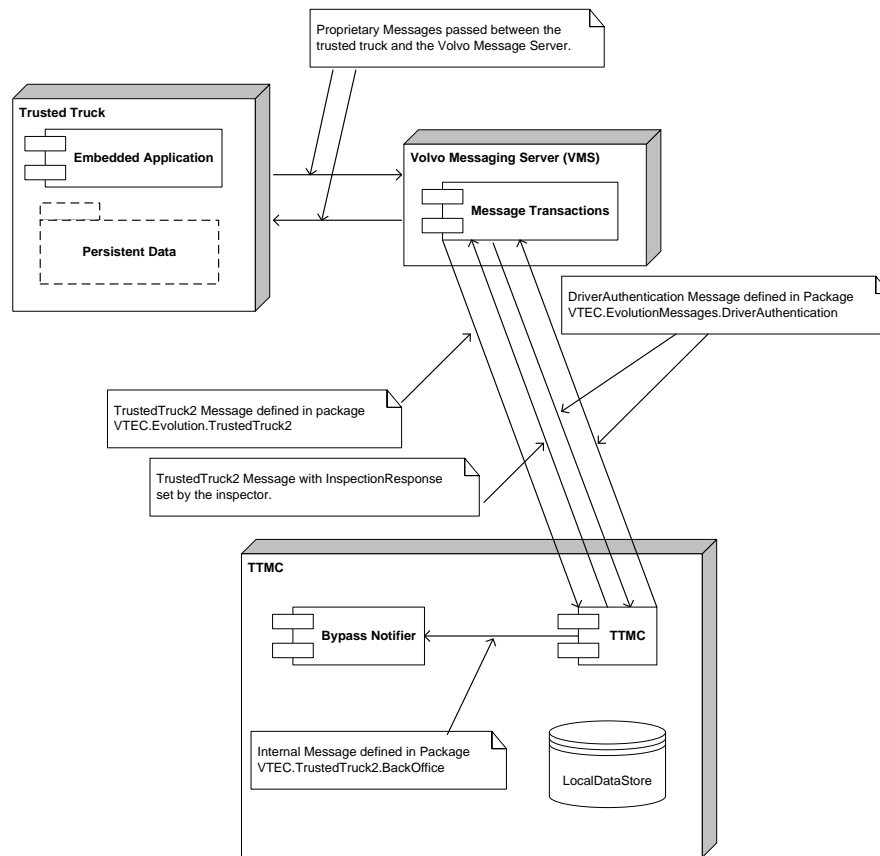 Proprietary Messages passed between the
trusted truck and the Volvo Message Server.
Trusted Truck
Embedded Application
Persistent Data
Volvo Messaging Server (VMS)
Message Transactions
DriverAuthentication Message defined in Package
VTEC.EvolutionMessages.DriverAuthentication
TrustedTruck2 Message defined in package
VTEC.Evolution.TrustedTruck2
TrustedTruck2 Message with InspectionResponse
set by the inspector.
TTMC
Bypass Notifier
TTMC
Internal Message defined in Package
VTEC.TrustedTruck2.BackOffice
LocalDataStore